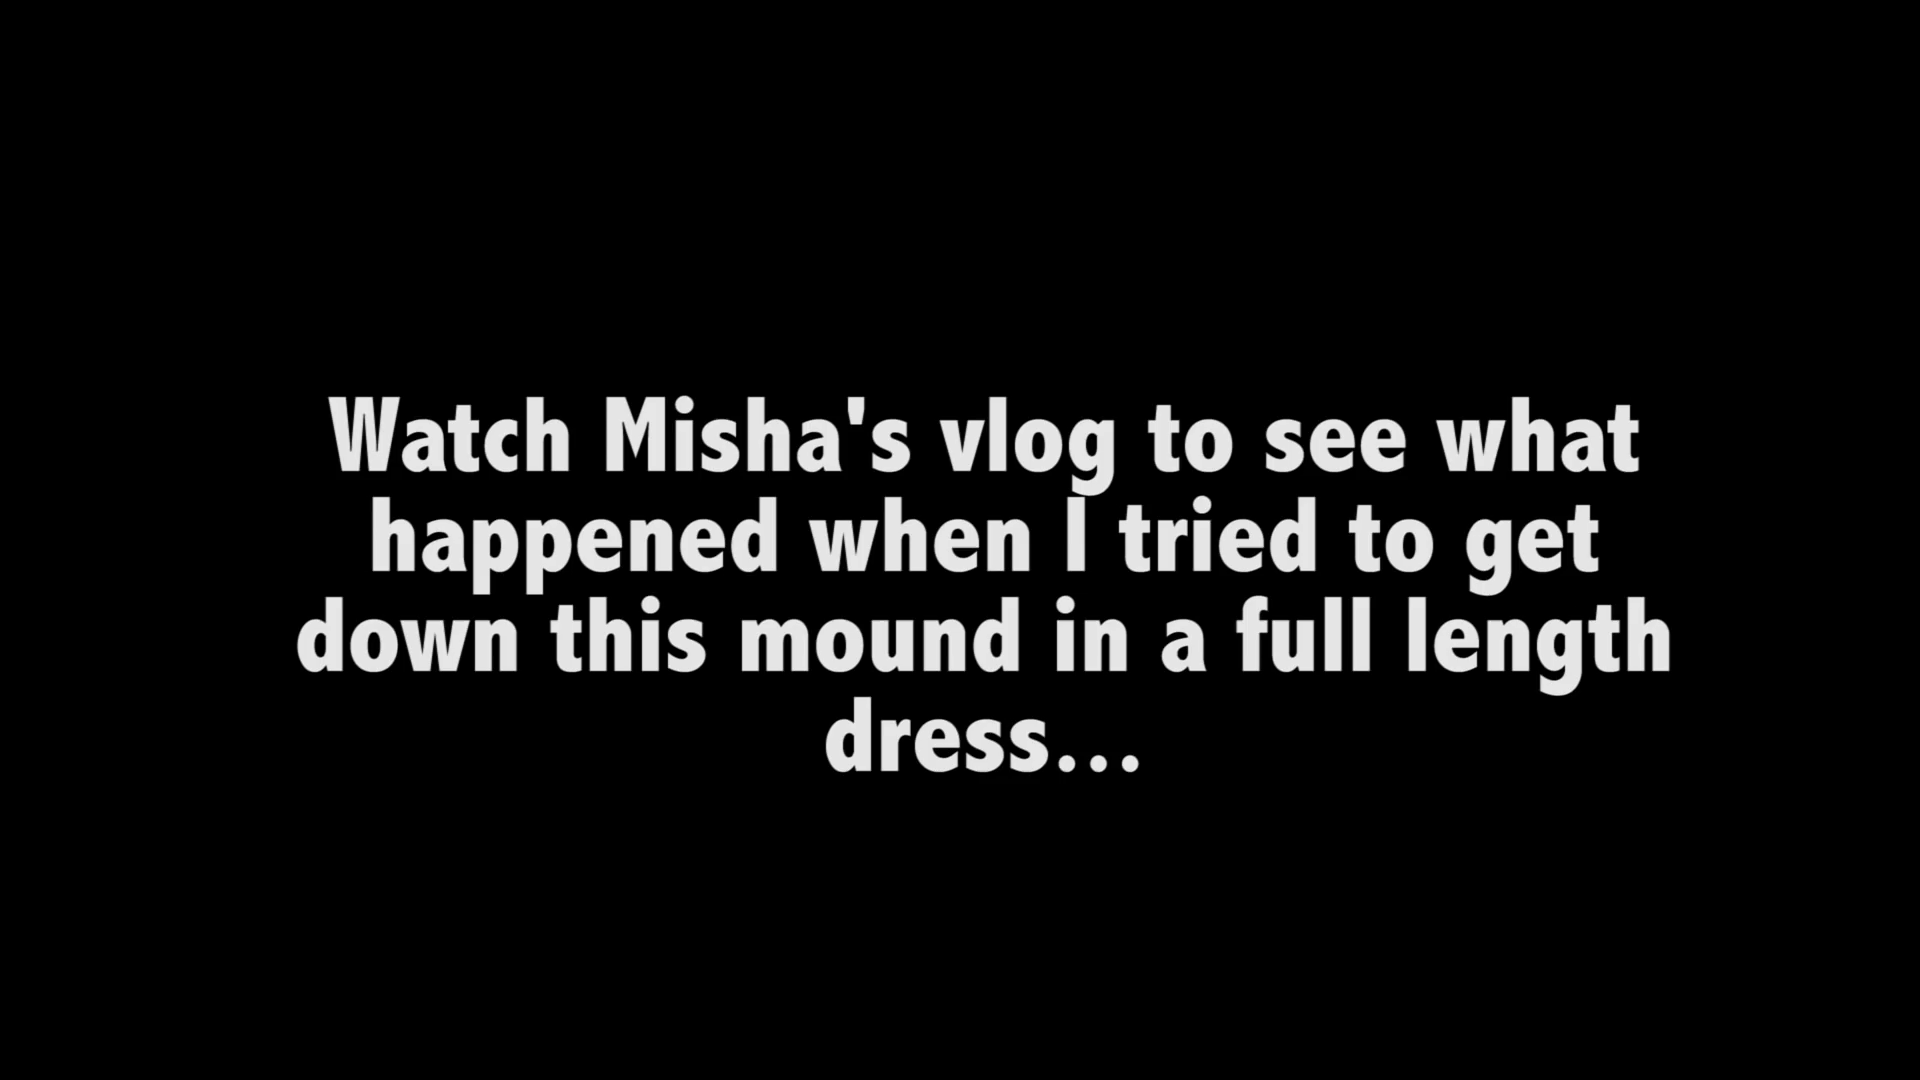 Watch Misha's vlog to see what
happened when I tried to get
down this mound in a full length
dress...